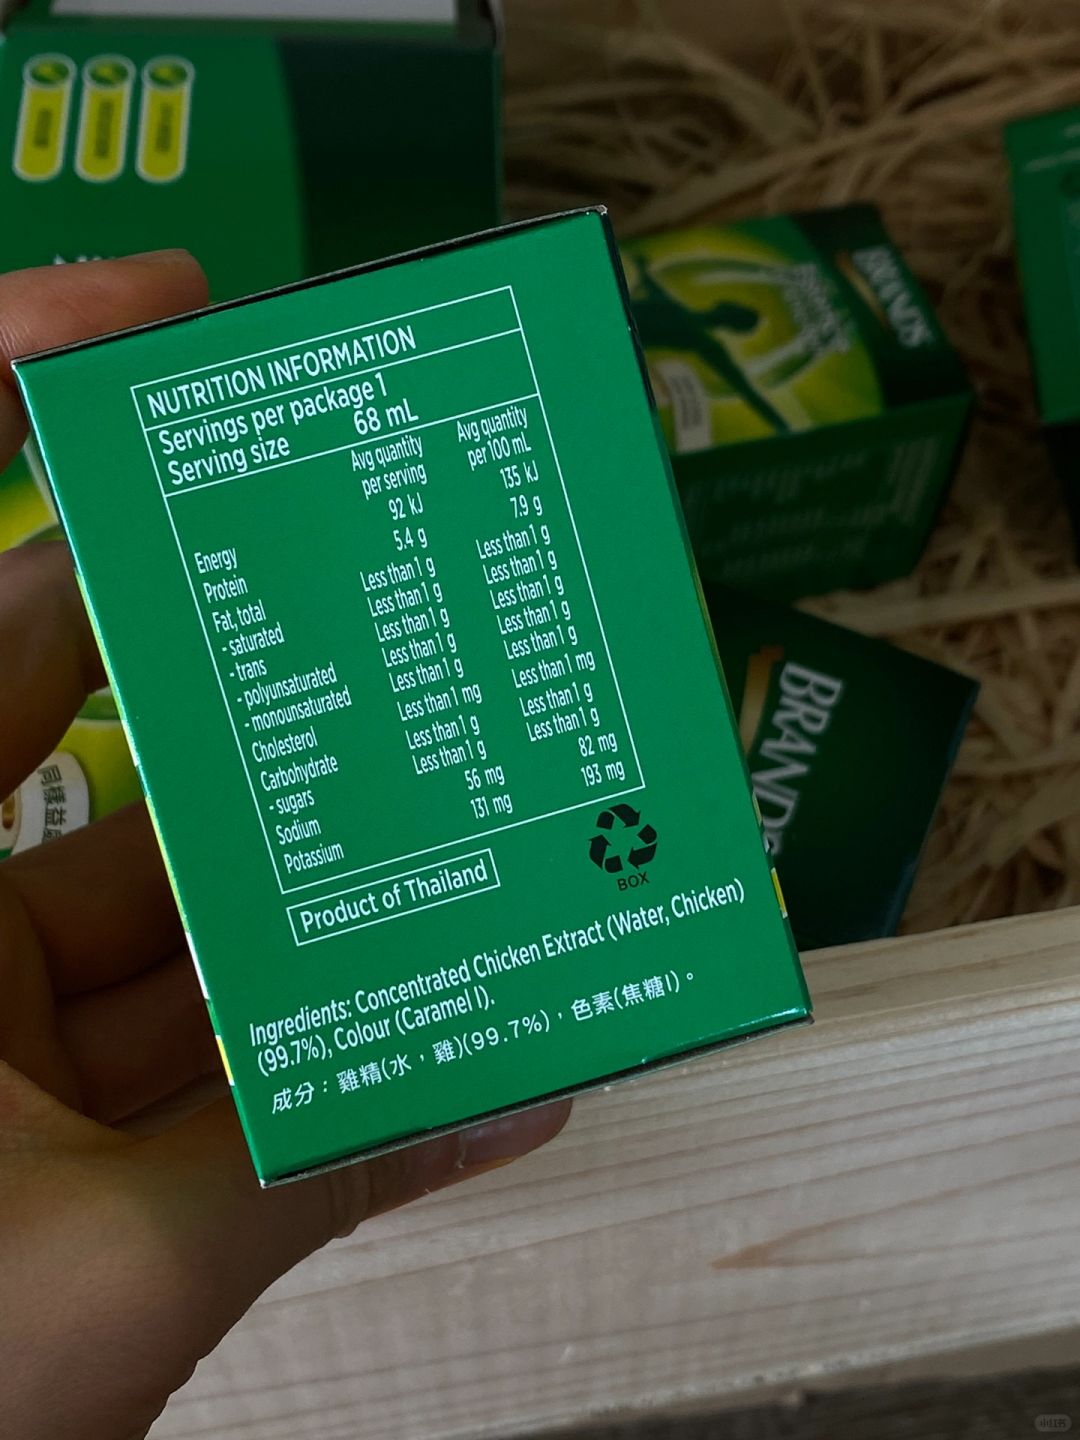 NUTRITION INFORMATION
Servings per package 1
Serving size 68 mL
Avg quantity per serving Avg quantity per 100 mL
Energy 92 kJ 135 kJ
Protein 5.4 g 7.9 g
Fat, total Less than 1 g Less than 1 g
- saturated Less than 1 g Less than 1 g
- trans Less than 1 g Less than 1 g
- polyunsaturated Less than 1 g Less than 1 g
- monounsaturated Less than 1 g Less than 1 g
Cholesterol Less than 1 mg Less than 1 mg
Carbohydrate Less than 1 g Less than 1 g
- sugars Less than 1 g Less than 1 g
Sodium 56 mg 82 mg
Potassium 131 mg 193 mg
Product of Thailand
BOX
Ingredients: Concentrated Chicken Extract (Water, Chicken)
(99.7%), Colour (Caramel I).
成分：雞精(水，雞)(99.7%)，色素(焦糖I)。
BRAND'S
BRAND'S
小红书